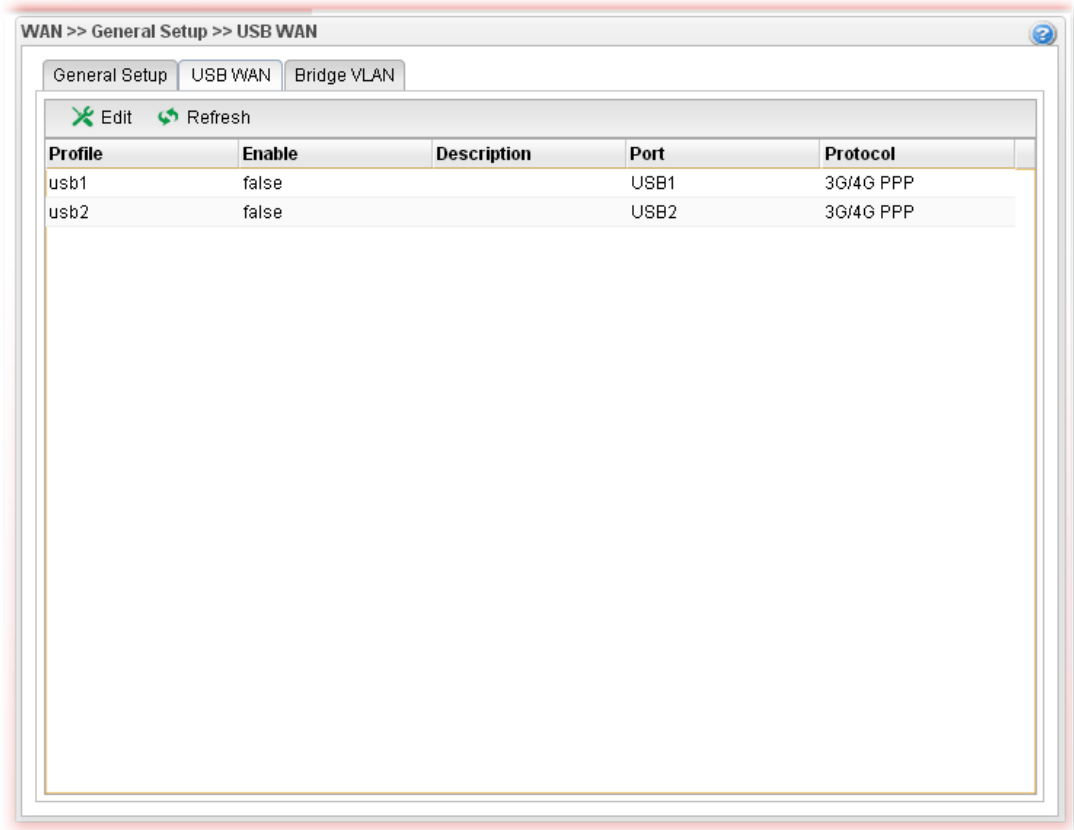 WAN >> General Setup >> USB WAN
General Setup USB WAN Bridge VLAN
Edit Refresh
Profile Enable Description Port Protocol
usb1 false USB1 3G/4G PPP
usb2 false USB2 3G/4G PPP